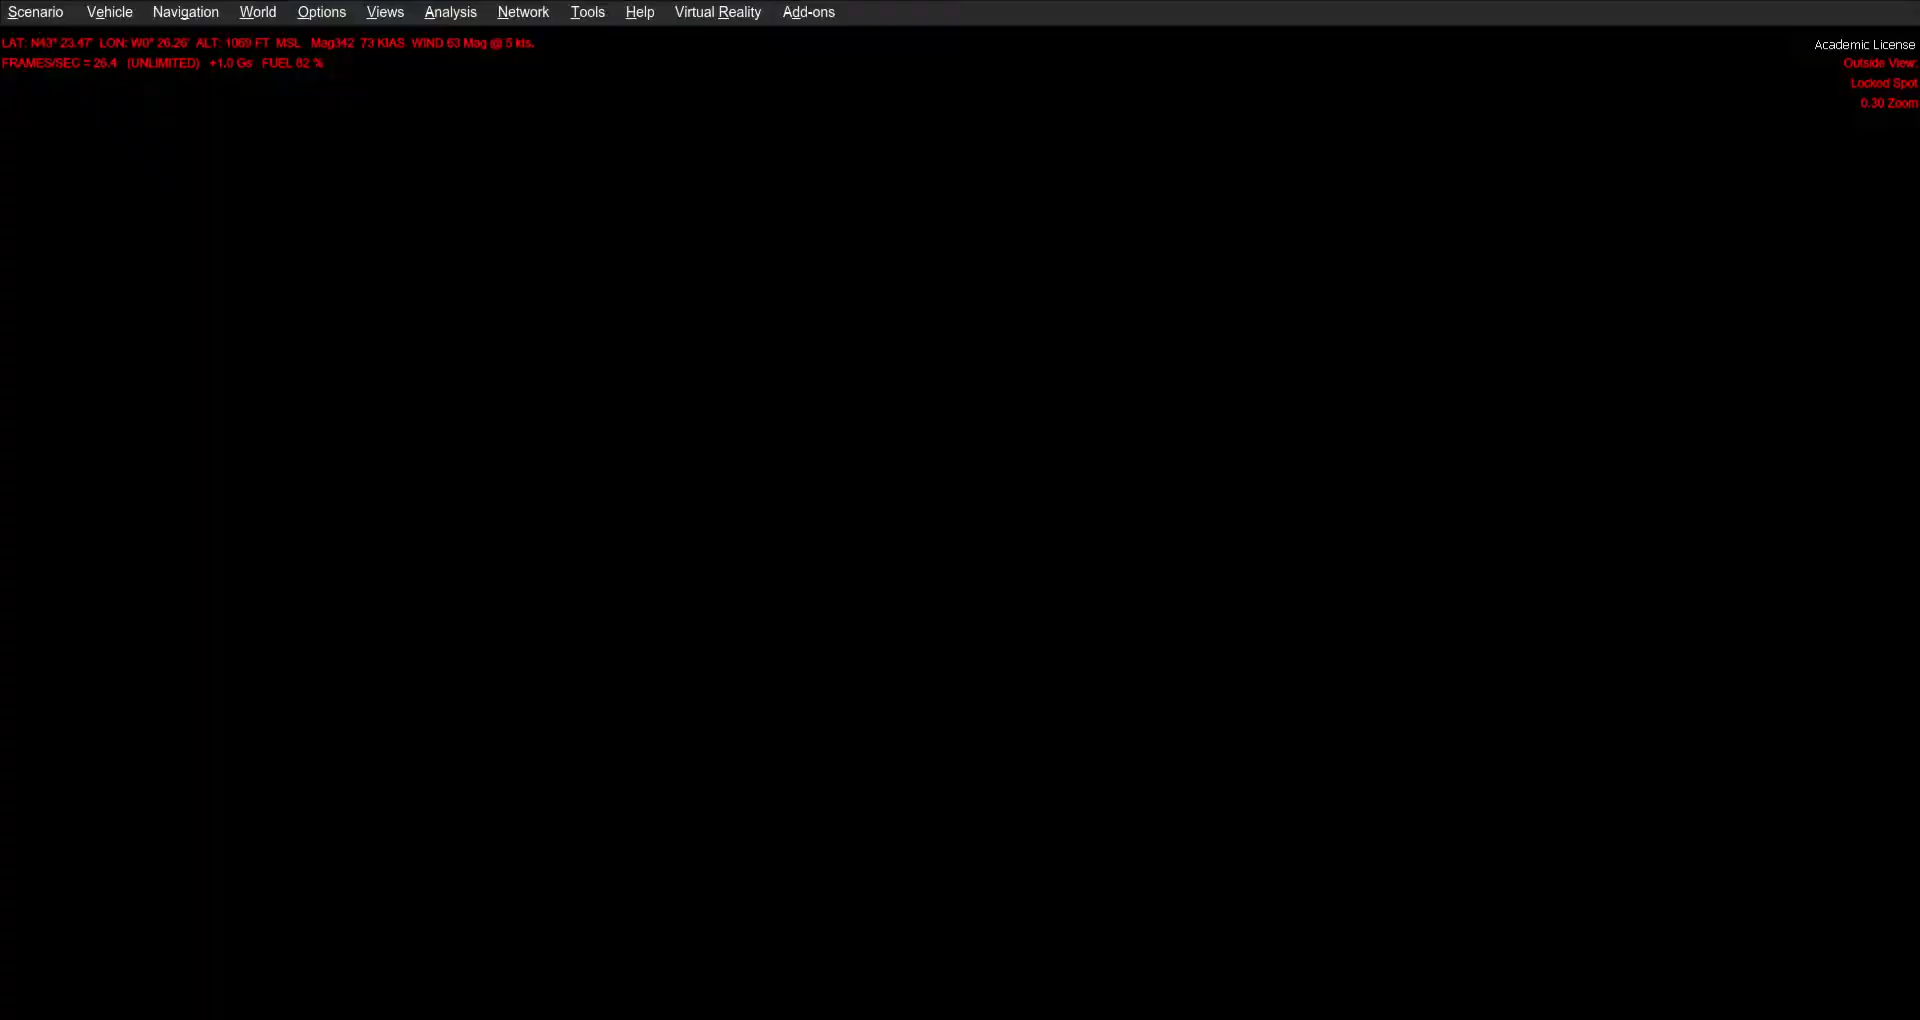 Scenario Vehicle Navigation World Options Views Analysis Network Tools Help Virtual Reality Add-ons
LAT: N43° 23.47' LON: W0° 26.26' ALT: 1069 FT MSL Mag342 73 KIAS WIND 63 Mag @ 5 kts.
Academic License
FRAMES/SEC = 26.4 (UNLIMITED) +1.0 Gs FUEL 82 %
Outside View:
Locked Spot
0.30 Zoom